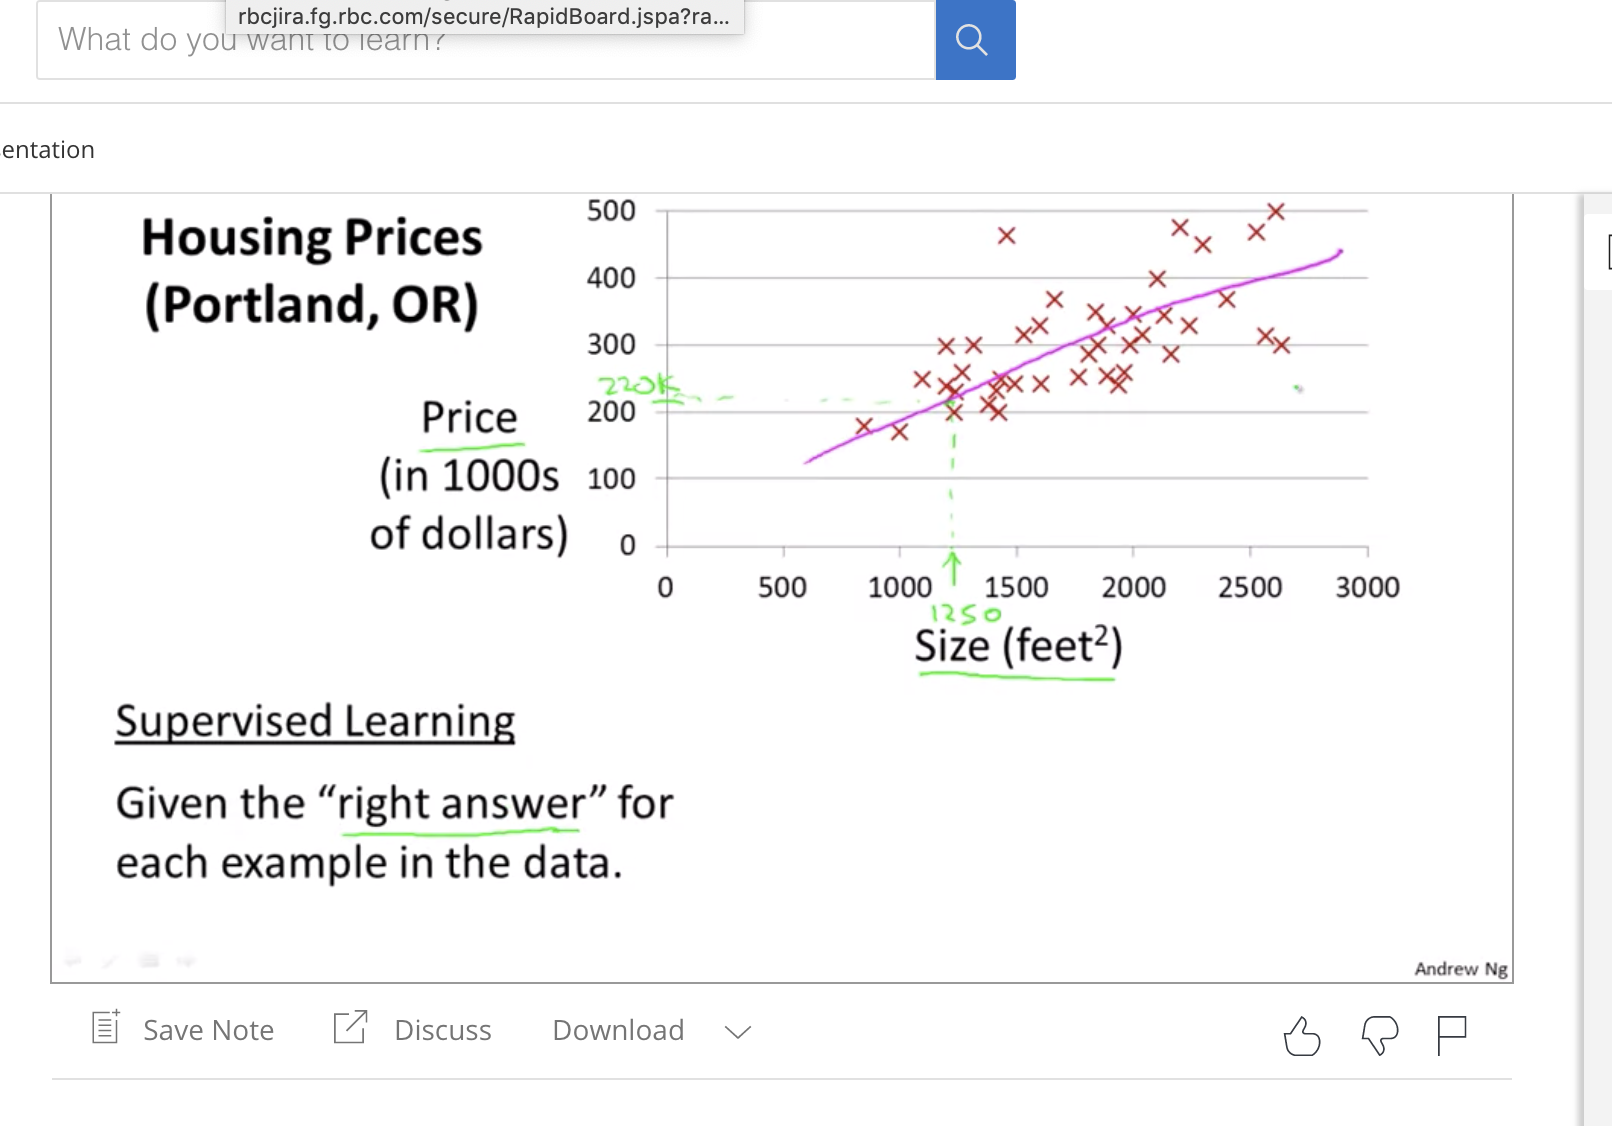 rbcjira.fg.rbc.com/secure/RapidBoard.jspa?ra...
What do you want to learn?
entation
Housing Prices
(Portland, OR)
Price
(in 1000s
of dollars)
500
400
300
220K
200
100
0
0 500 1000 1500 2000 2500 3000
1250
Size (feet²)
Supervised Learning
Given the “right answer” for
each example in the data.
Andrew Ng
Save Note Discuss Download